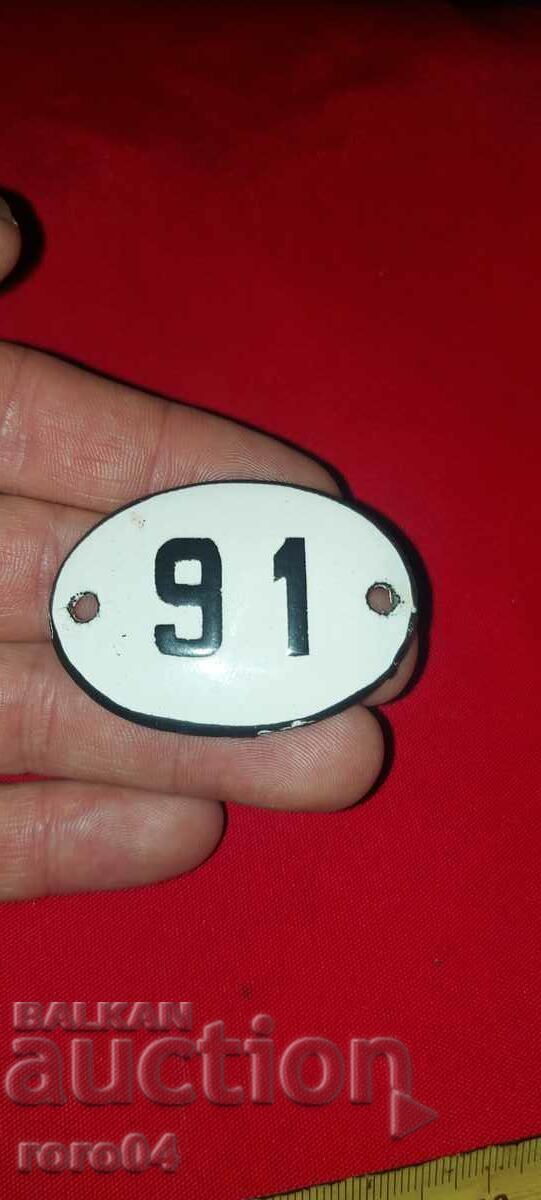 91
BALKAN
auction
roro04